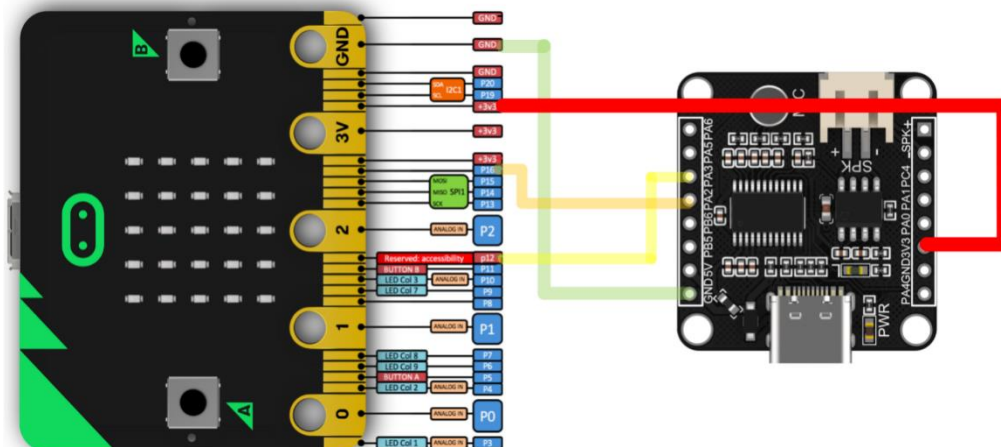 B
A
GND
3V
2
1
0
GND
GND
GND
SDA
SCL
I2C1
P20
P19
+3v3
+3v3
+3v3
P16
MOSI
MISO
SCK
SPI1
P15
P14
P13
ANALOG IN
P2
Reserved: accessibility
p12
BUTTON B
P11
LED Col 3
ANALOG IN
P10
LED Col 7
P9
P8
ANALOG IN
P1
LED Col 8
P7
LED Col 9
P6
BUTTON A
P5
LED Col 2
ANALOG IN
P4
ANALOG IN
P0
LED Col 1
ANALOG IN
P3
PA6
PA5
PA3
PA2
PB6
PB5
5V
GND
MIC
+
-
SPK
SPK+
SPK-
PC4
PA1
PA0
3V3
GND
PA4
PWR